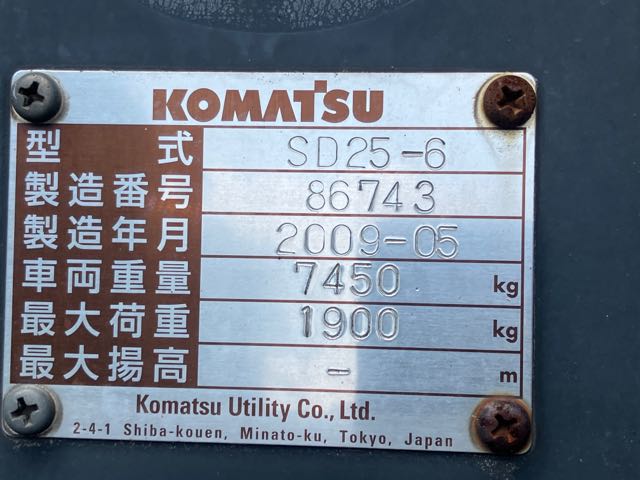 KOMATSU
型式 SD25-6
製造番号 86743
製造年月 2009-05
車両重量 7450 kg
最大荷重 1900 kg
最大揚高 - m
Komatsu Utility Co., Ltd.
2-4-1 Shiba-kouen, Minato-ku, Tokyo, Japan